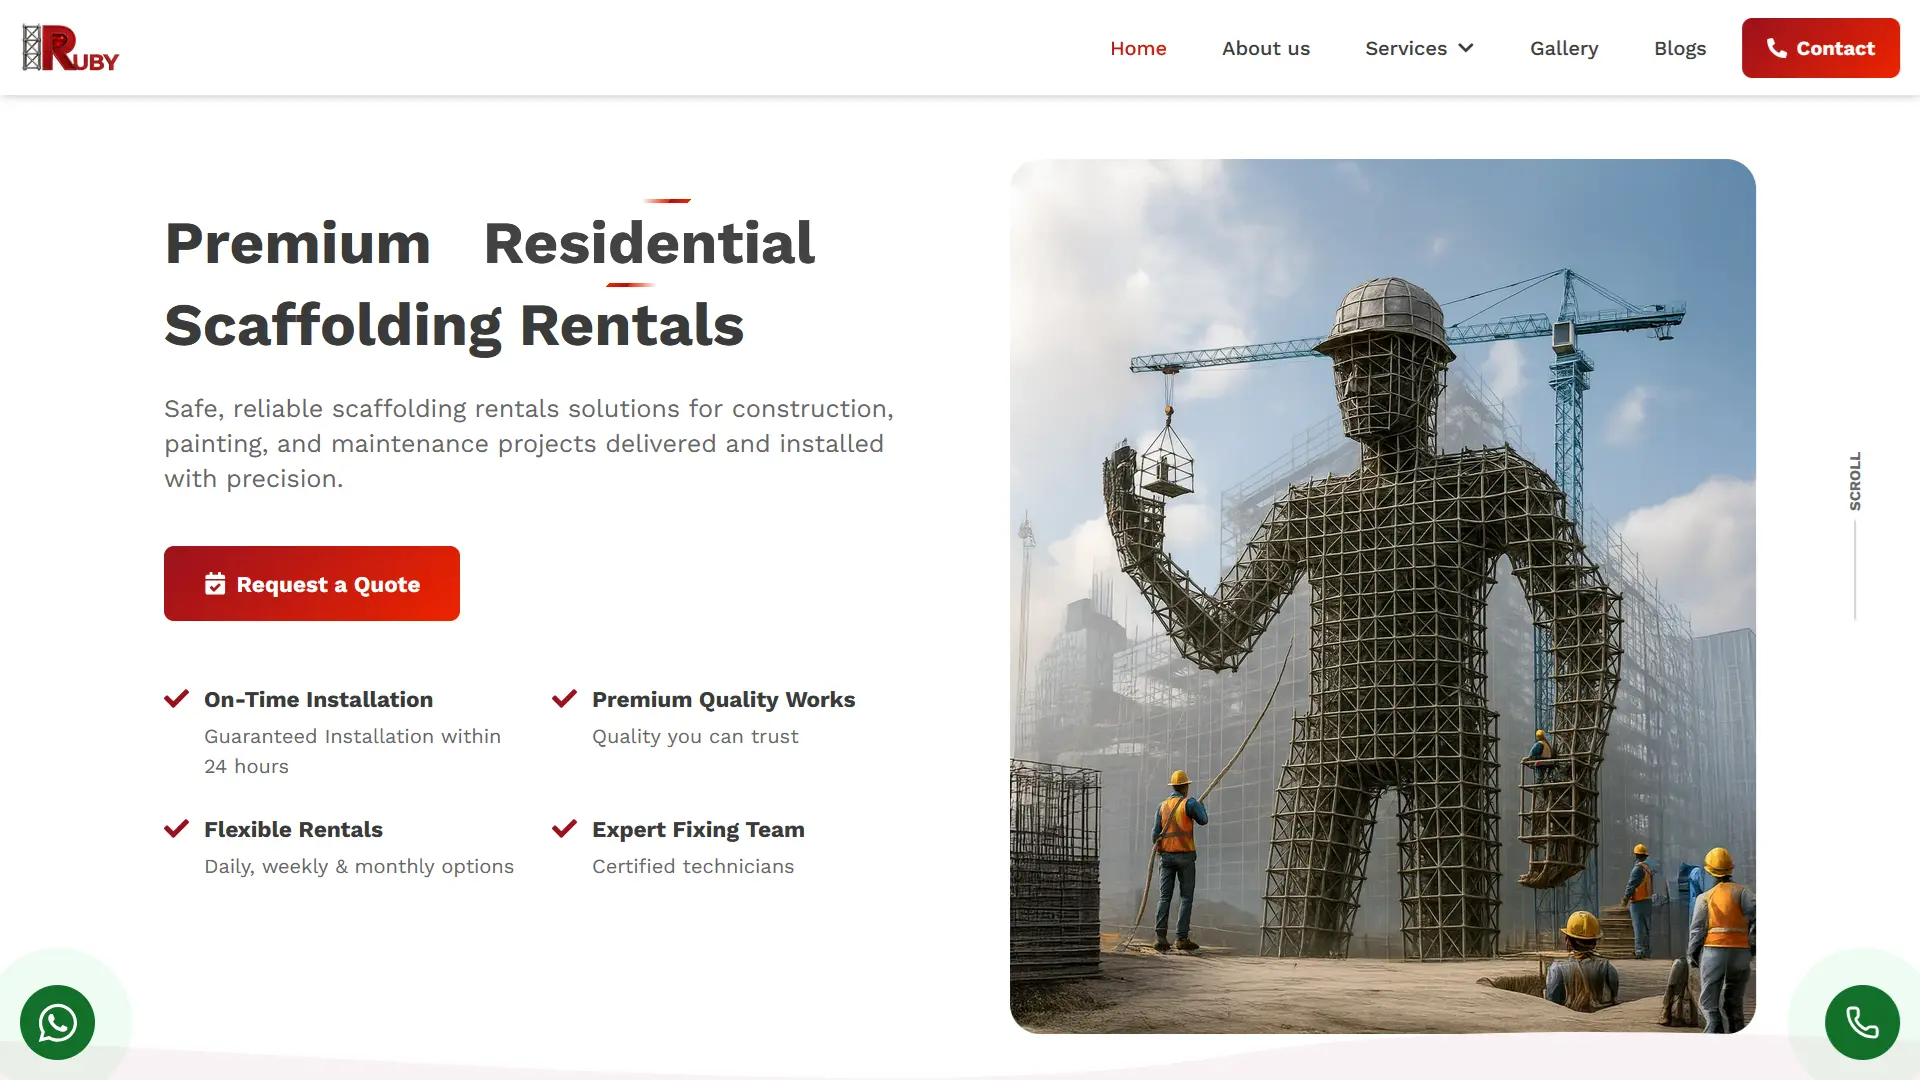 RUBY
Home
About us
Services
Gallery
Blogs
Contact
Premium Residential
Scaffolding Rentals
Safe, reliable scaffolding rentals solutions for construction,
painting, and maintenance projects delivered and installed
with precision.
Request a Quote
On-Time Installation
Guaranteed Installation within
24 hours
Premium Quality Works
Quality you can trust
Flexible Rentals
Daily, weekly & monthly options
Expert Fixing Team
Certified technicians
SCROLL